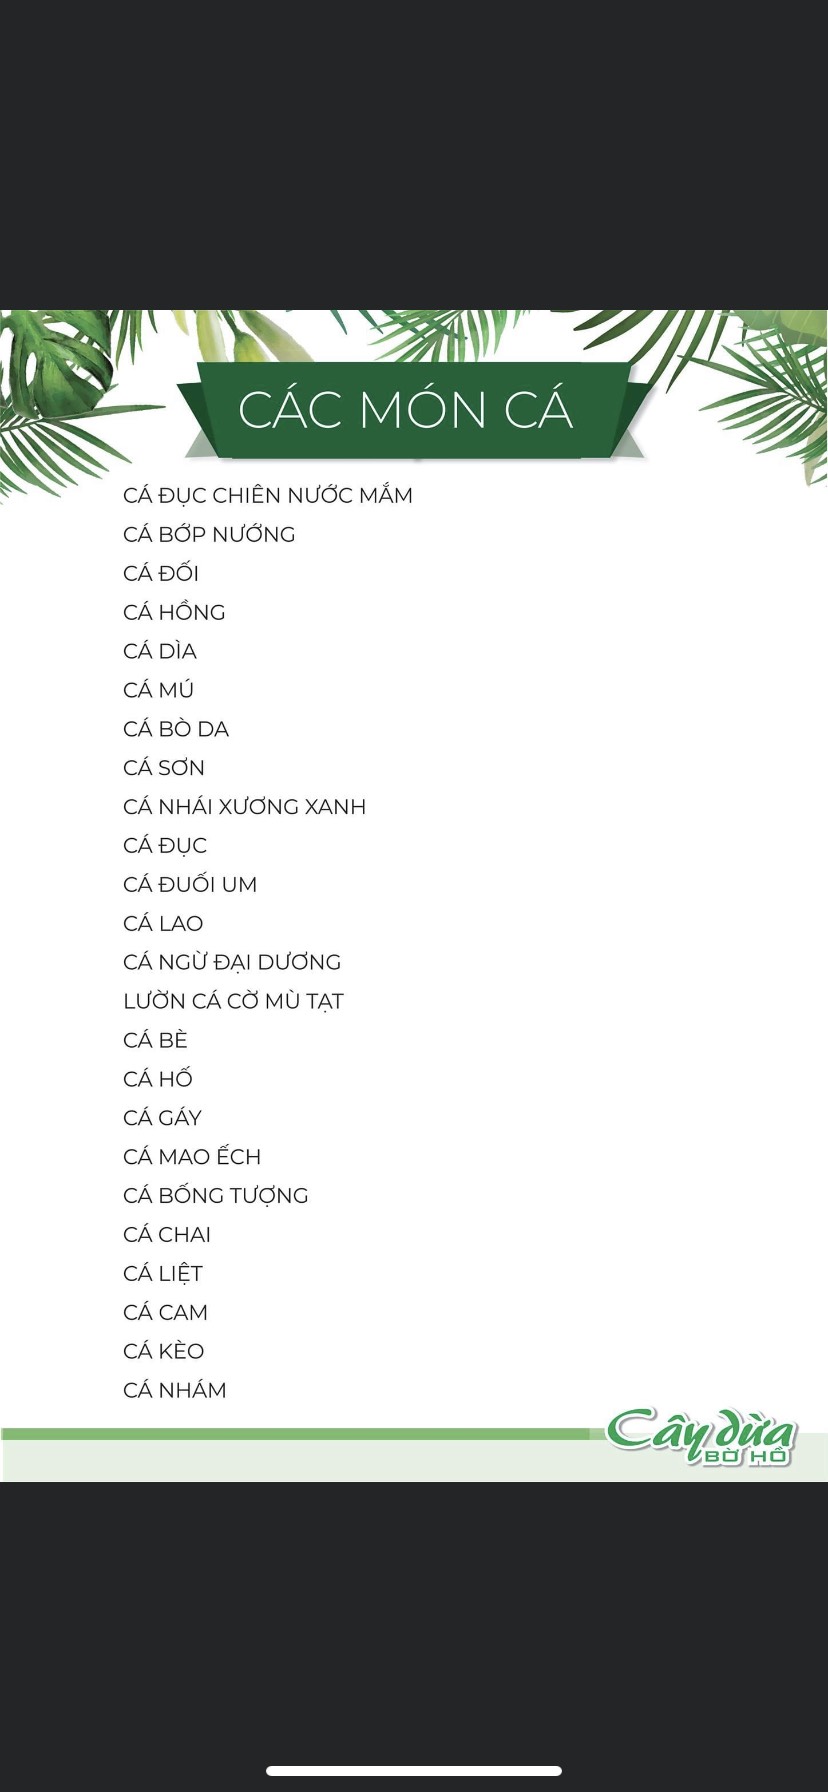 CÁC MÓN CÁ
CÁ ĐỤC CHIÊN NƯỚC MẮM
CÁ BỚP NƯỚNG
CÁ ĐỐI
CÁ HỒNG
CÁ DÌA
CÁ MÚ
CÁ BÒ DA
CÁ SƠN
CÁ NHÁI XƯƠNG XANH
CÁ ĐỤC
CÁ ĐUỐI UM
CÁ LAO
CÁ NGỪ ĐẠI DƯƠNG
LƯỜN CÁ CỜ MÙ TẠT
CÁ BÈ
CÁ HỐ
CÁ GÁY
CÁ MAO ẾCH
CÁ BỐNG TƯỢNG
CÁ CHAI
CÁ LIỆT
CÁ CAM
CÁ KÈO
CÁ NHÁM
Cây dừa
BỜ HỒ